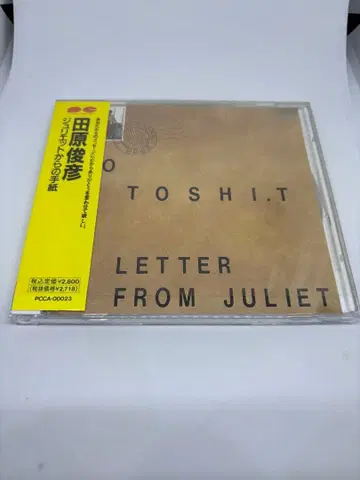 田原俊彦
ジュリエットからの手紙
税込定価¥2,800
(税抜価格¥2,718)
PCCA-00023
O
TOSHI.T
LETTER
FROM JULIET